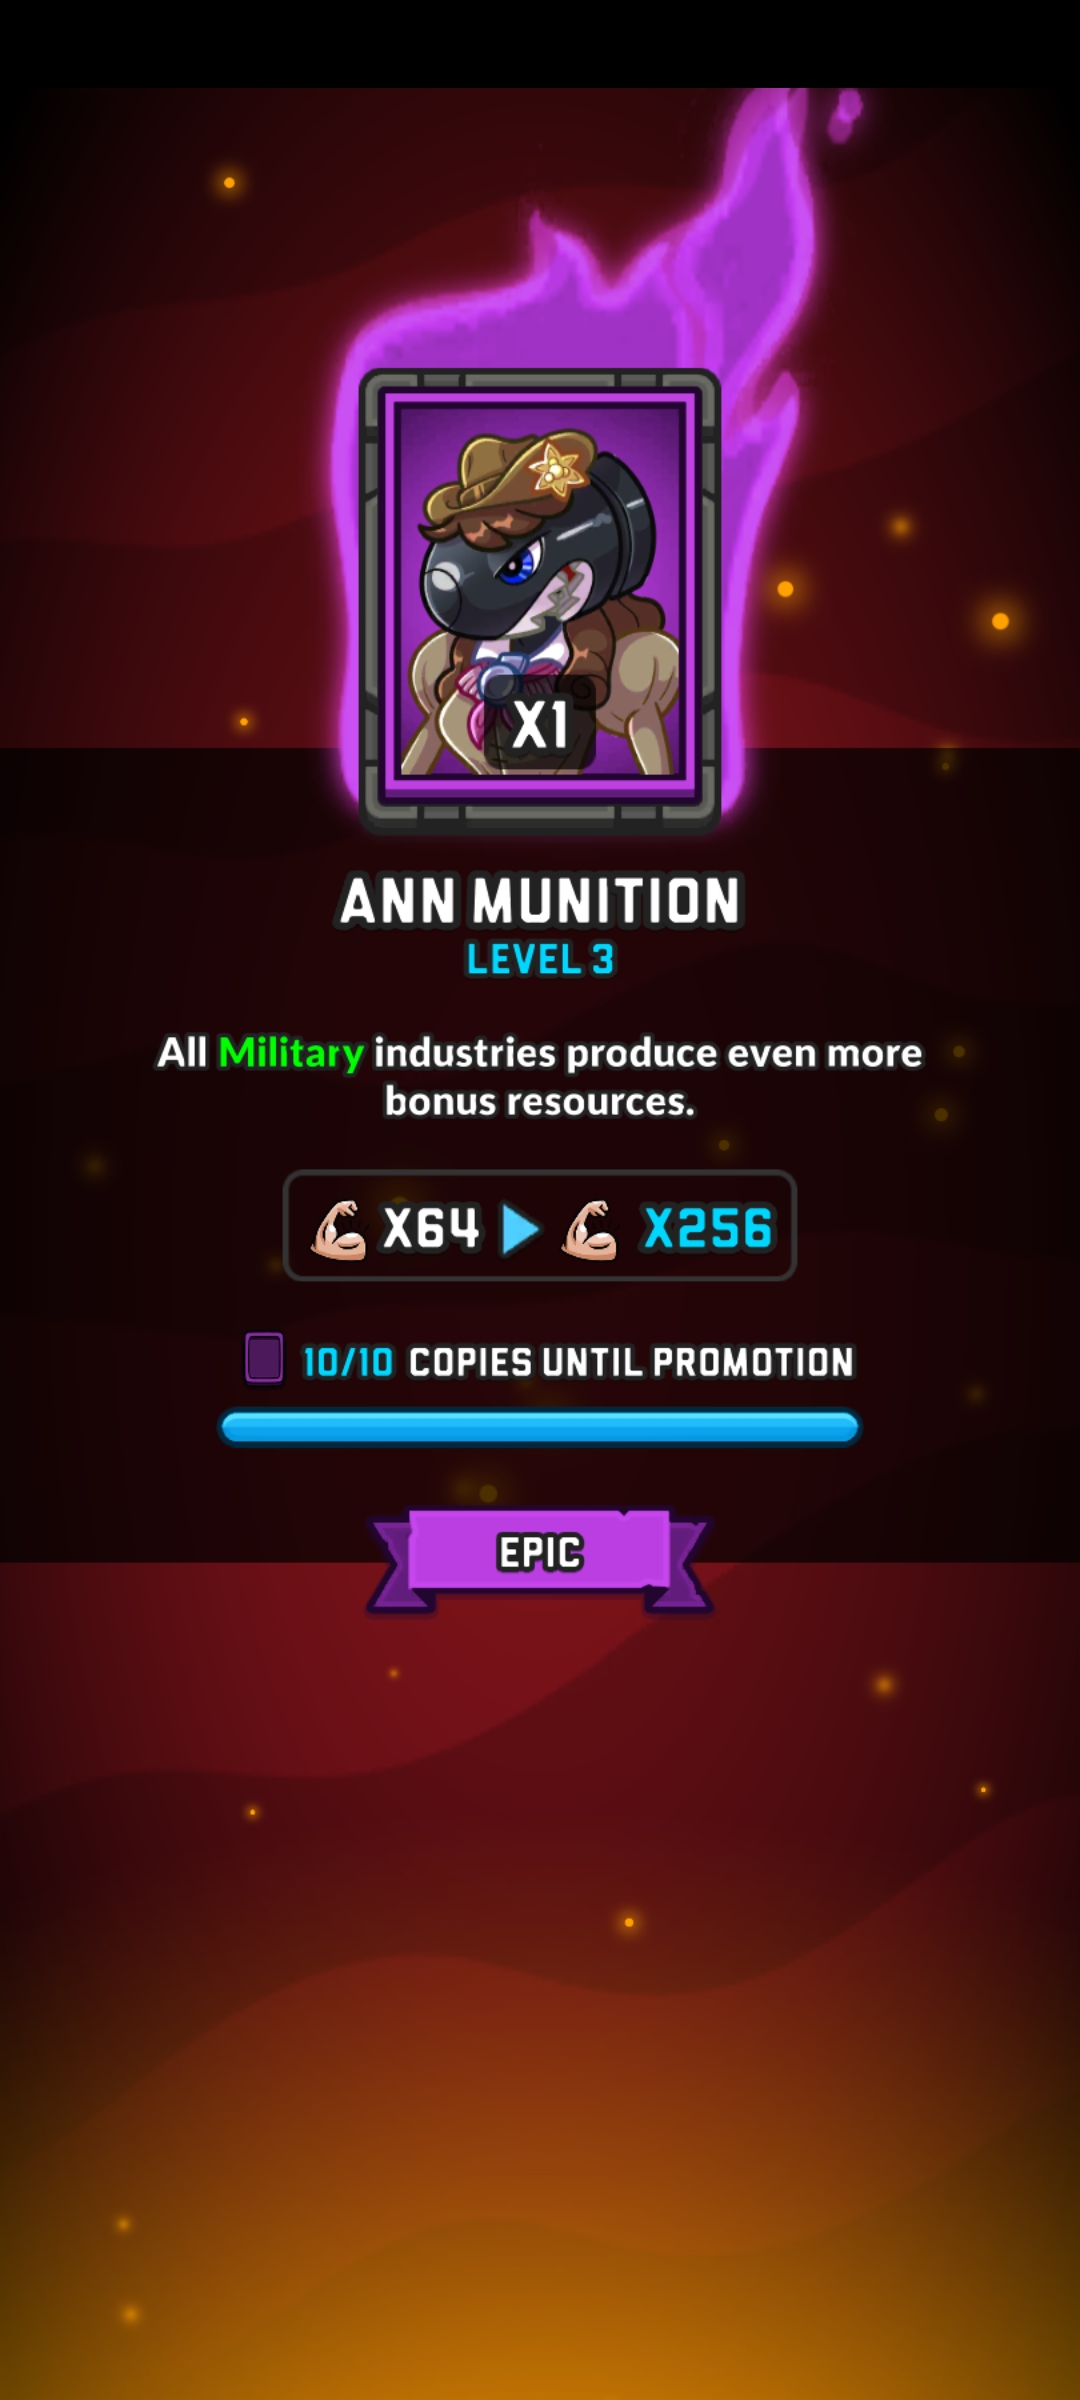 X1
ANN MUNITION
LEVEL 3
All Military industries produce even more
bonus resources.
X64 X256
10/10 COPIES UNTIL PROMOTION
EPIC